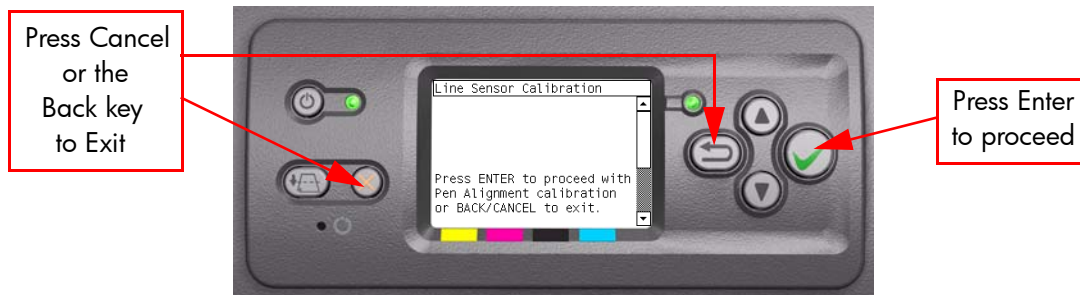 Press Cancel
or the
Back key
to Exit
Line Sensor Calibration
Press ENTER to proceed with
Pen Alignment calibration
or BACK/CANCEL to exit.
Press Enter
to proceed